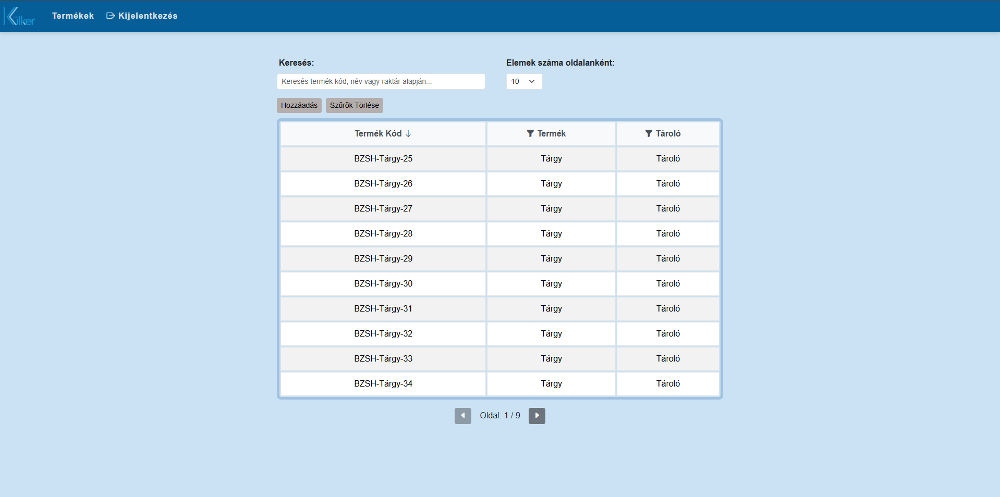 Külker
Termékek
Kijelentkezés
Keresés:
Elemek száma oldalanként:
Keresés termék kód, név vagy raktár alapján...
10
Hozzáadás
Szűrők Törlése
Termék Kód Termék Tároló
BZSH-Tárgy-25 Tárgy Tároló
BZSH-Tárgy-26 Tárgy Tároló
BZSH-Tárgy-27 Tárgy Tároló
BZSH-Tárgy-28 Tárgy Tároló
BZSH-Tárgy-29 Tárgy Tároló
BZSH-Tárgy-30 Tárgy Tároló
BZSH-Tárgy-31 Tárgy Tároló
BZSH-Tárgy-32 Tárgy Tároló
BZSH-Tárgy-33 Tárgy Tároló
BZSH-Tárgy-34 Tárgy Tároló
Oldal: 1 / 9